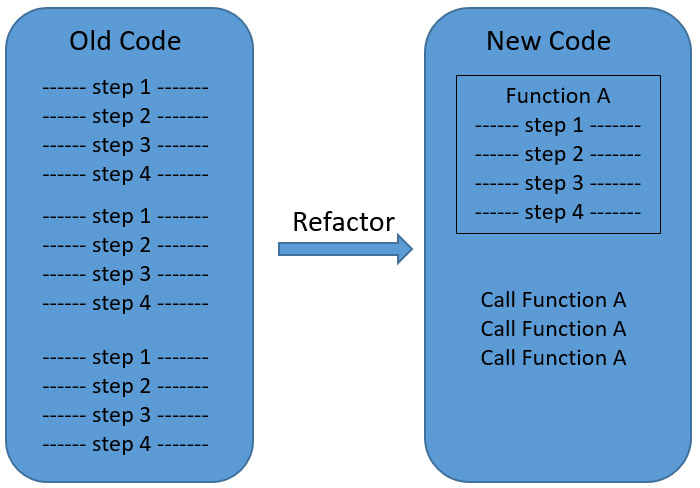 Old Code
------ step 1 -------
------ step 2 -------
------ step 3 -------
------ step 4 -------
------ step 1 -------
------ step 2 -------
------ step 3 -------
------ step 4 -------
------ step 1 -------
------ step 2 -------
------ step 3 -------
------ step 4 -------
Refactor
New Code
Function A
------ step 1 -------
------ step 2 -------
------ step 3 -------
------ step 4 -------
Call Function A
Call Function A
Call Function A